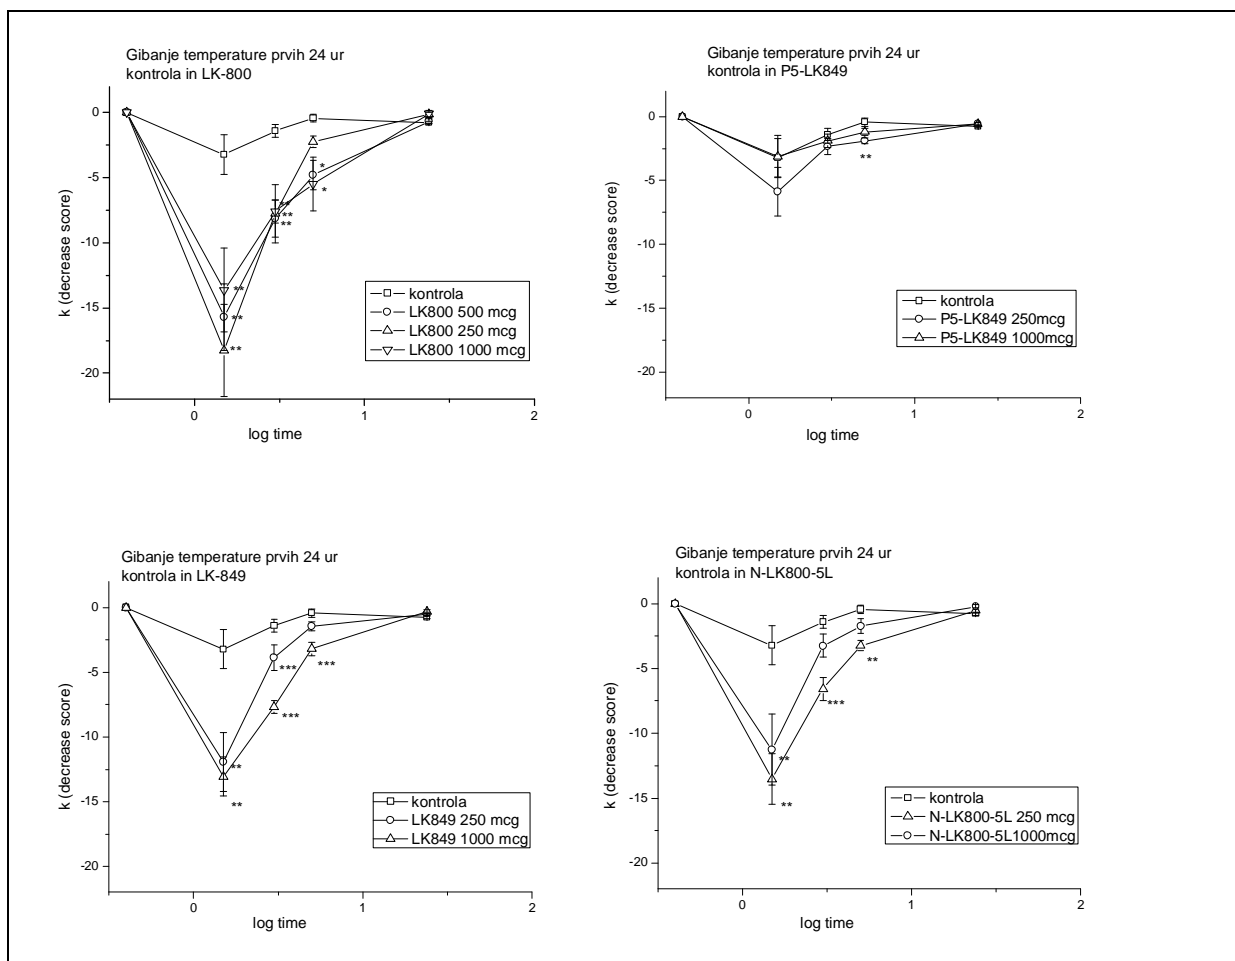 Gibanje temperature prvih 24 ur
kontrola in LK-800
0
-5
-10
-15
-20
k (decrease score)
**
**
**
**
**
**
*
*
kontrola
LK800 500 mcg
LK800 250 mcg
LK800 1000 mcg
0
1
2
log time
Gibanje temperature prvih 24 ur
kontrola in P5-LK849
0
-5
-10
-15
-20
k (decrease score)
**
kontrola
P5-LK849 250mcg
P5-LK849 1000mcg
0
1
2
log time
Gibanje temperature prvih 24 ur
kontrola in LK-849
0
-5
-10
-15
-20
k (decrease score)
**
**
***
***
***
kontrola
LK849 250 mcg
LK849 1000 mcg
0
1
2
log time
Gibanje temperature prvih 24 ur
kontrola in N-LK800-5L
0
-5
-10
-15
-20
k (decrease score)
**
**
***
**
kontrola
N-LK800-5L 250 mcg
N-LK800-5L1000mcg
0
1
2
log time